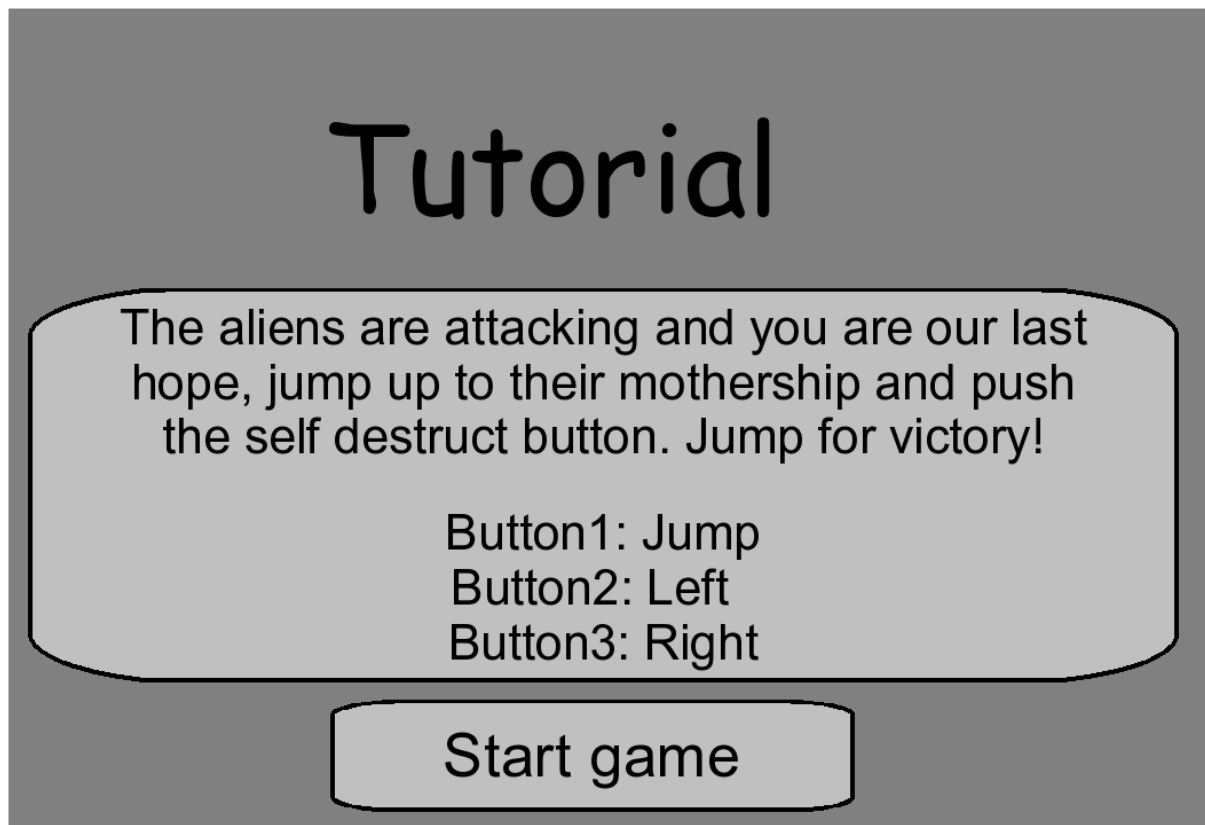 Tutorial
The aliens are attacking and you are our last
hope, jump up to their mothership and push
the self destruct button. Jump for victory!
Button1: Jump
Button2: Left
Button3: Right
Start game